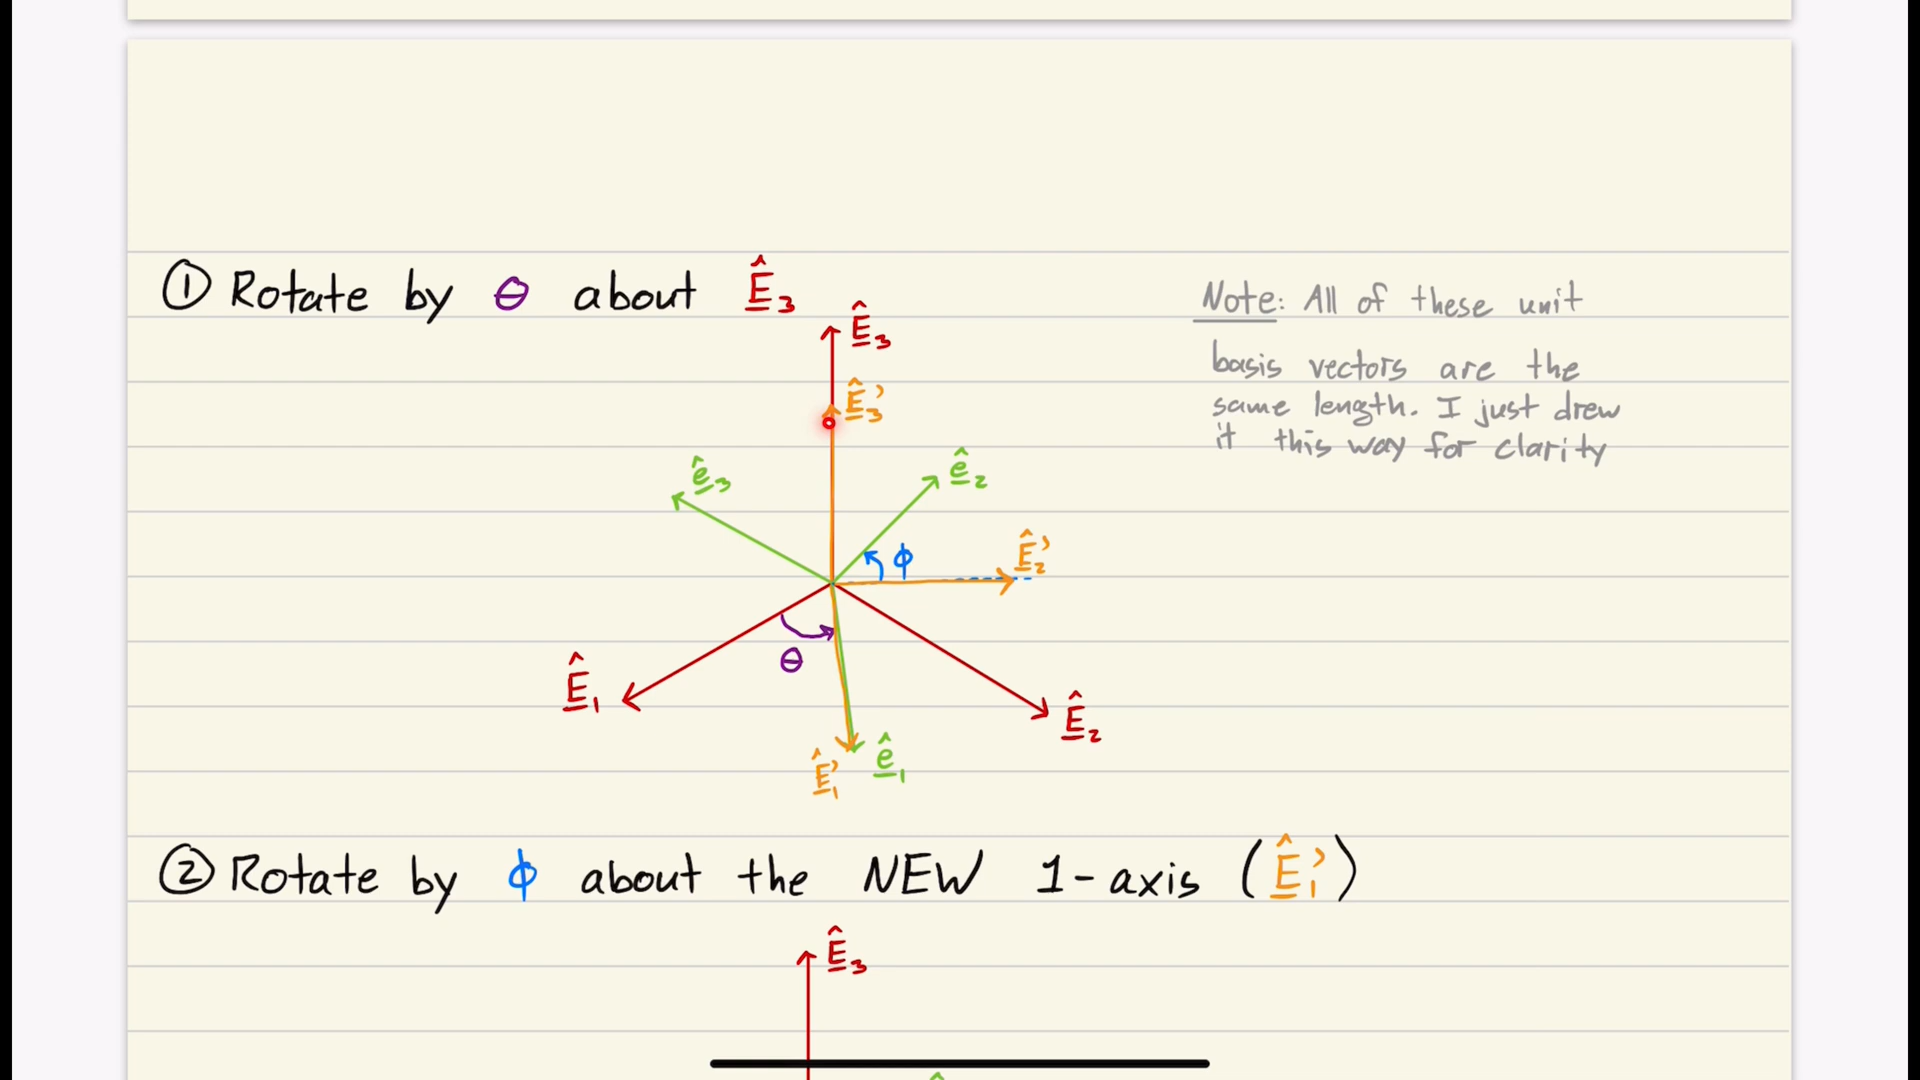 ① Rotate by θ about Ê₃
Note: All of these unit
basis vectors are the
same length. I just drew
it this way for clarity
Ê₃
Ê₃'
ê₃
ê₂
ϕ
Ê₂'
θ
Ê₁
Ê₂
Ê₁'
ê₁
② Rotate by ϕ about the NEW 1-axis (Ê₁')
Ê₃